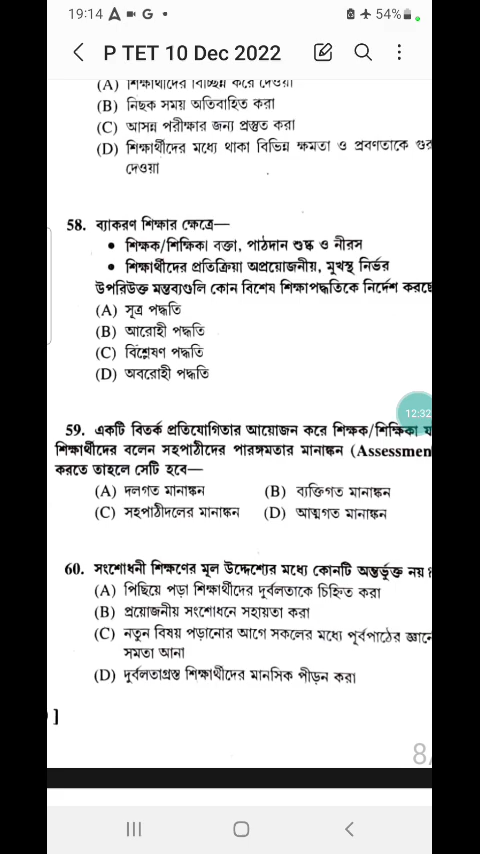 19:14
G
54%
P TET 10 Dec 2022
(A) শিক্ষার্থীদের বিচ্ছিন্ন করে দেওয়া
(B) নিছক সময় অতিবাহিত করা
(C) আসন্ন পরীক্ষার জন্য প্রস্তুত করা
(D) শিক্ষার্থীদের মধ্যে থাকা বিভিন্ন ক্ষমতা ও প্রবণতাকে গুর
দেওয়া
58. ব্যাকরণ শিক্ষার ক্ষেত্রে—
• শিক্ষক/শিক্ষিকা বক্তা, পাঠদান শুষ্ক ও নীরস
• শিক্ষার্থীদের প্রতিক্রিয়া অপ্রয়োজনীয়, মুখস্থ নির্ভর
উপরিউক্ত মন্তব্যগুলি কোন বিশেষ শিক্ষাপদ্ধতিকে নির্দেশ করছে
(A) সূত্র পদ্ধতি
(B) আরোহী পদ্ধতি
(C) বিশ্লেষণ পদ্ধতি
(D) অবরোহী পদ্ধতি
12:32
59. একটি বিতর্ক প্রতিযোগিতার আয়োজন করে শিক্ষক/শিক্ষিকা য
শিক্ষার্থীদের বলেন সহপাঠীদের পারঙ্গমতার মানাঙ্কন (Assessmen
করতে তাহলে সেটি হবে—
(A) দলগত মানাঙ্কন (B) ব্যক্তিগত মানাঙ্কন
(C) সহপাঠীদলের মানাঙ্কন (D) আত্মগত মানাঙ্কন
60. সংশোধনী শিক্ষণের মূল উদ্দেশ্যের মধ্যে কোনটি অন্তর্ভুক্ত নয় ?
(A) পিছিয়ে পড়া শিক্ষার্থীদের দুর্বলতাকে চিহ্নিত করা
(B) প্রয়োজনীয় সংশোধনে সহায়তা করা
(C) নতুন বিষয় পড়ানোর আগে সকলের মধ্যে পূর্বপাঠের জ্ঞানে
সমতা আনা
(D) দুর্বলতাগ্রস্ত শিক্ষার্থীদের মানসিক পীড়ন করা
]
8/